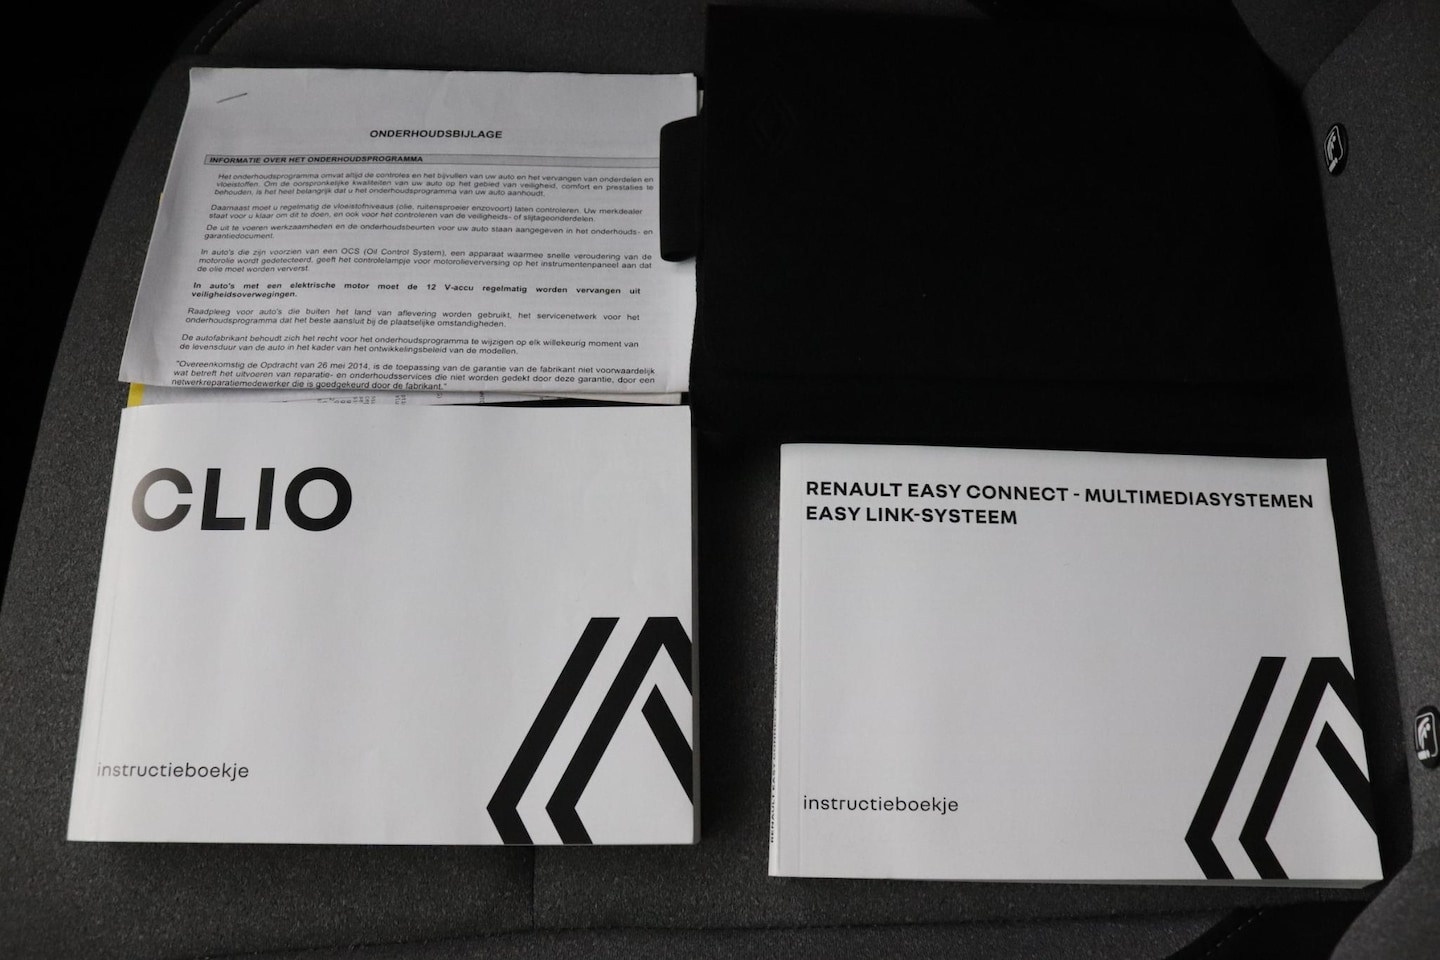 ONDERHOUDSBIJLAGE
INFORMATIE OVER HET ONDERHOUDSPROGRAMMA
Het onderhoudsprogramma omvat altijd de controles en het bijvullen van uw auto en het vervangen van onderdelen en
vloeistoffen. Om de oorspronkelijke kwaliteiten van uw auto op het gebied van veiligheid, comfort en prestaties te
behouden, is het heel belangrijk dat u het onderhoudsprogramma van uw auto aanhoudt.
Daarnaast moet u regelmatig de vloeistofniveaus (olie, ruitensproeier enzovoort) laten controleren. Uw merkdealer
staat voor u klaar om dit te doen, en ook voor het controleren van de veiligheids- of slijtageonderdelen.
De uit te voeren werkzaamheden en de onderhoudsbeurten voor uw auto staan aangegeven in het onderhouds- en
garantiedocument.
In auto's die zijn voorzien van een OCS (Oil Control System), een apparaat waarmee snelle veroudering van de
motorolie wordt gedetecteerd, geeft het controlelampje voor motorolieverversing op het instrumentenpaneel aan dat
de olie moet worden ververst.
In auto's met een elektrische motor moet de 12 V-accu regelmatig worden vervangen uit
veiligheidsoverwegingen.
Raadpleeg voor auto's die buiten het land van aflevering worden gebruikt, het servicenetwerk voor het
onderhoudsprogramma dat het beste aansluit bij de plaatselijke omstandigheden.
De autofabrikant behoudt zich het recht voor het onderhoudsprogramma te wijzigen op elk willekeurig moment van
de levensduur van de auto in het kader van het ontwikkelingsbeleid van de modellen.
"Overeenkomstig de Opdracht van 26 mei 2014, is de toepassing van de garantie van de fabrikant niet voorwaardelijk
wat betreft het uitvoeren van reparatie- en onderhoudsservices die niet worden gedekt door deze garantie, door een
netwerkreparatiemedewerker die is goedgekeurd door de fabrikant."
CLIO
instructieboekje
RENAULT EASY CONNECT - MULTIMEDIASYSTEMEN
EASY LINK-SYSTEEM
instructieboekje